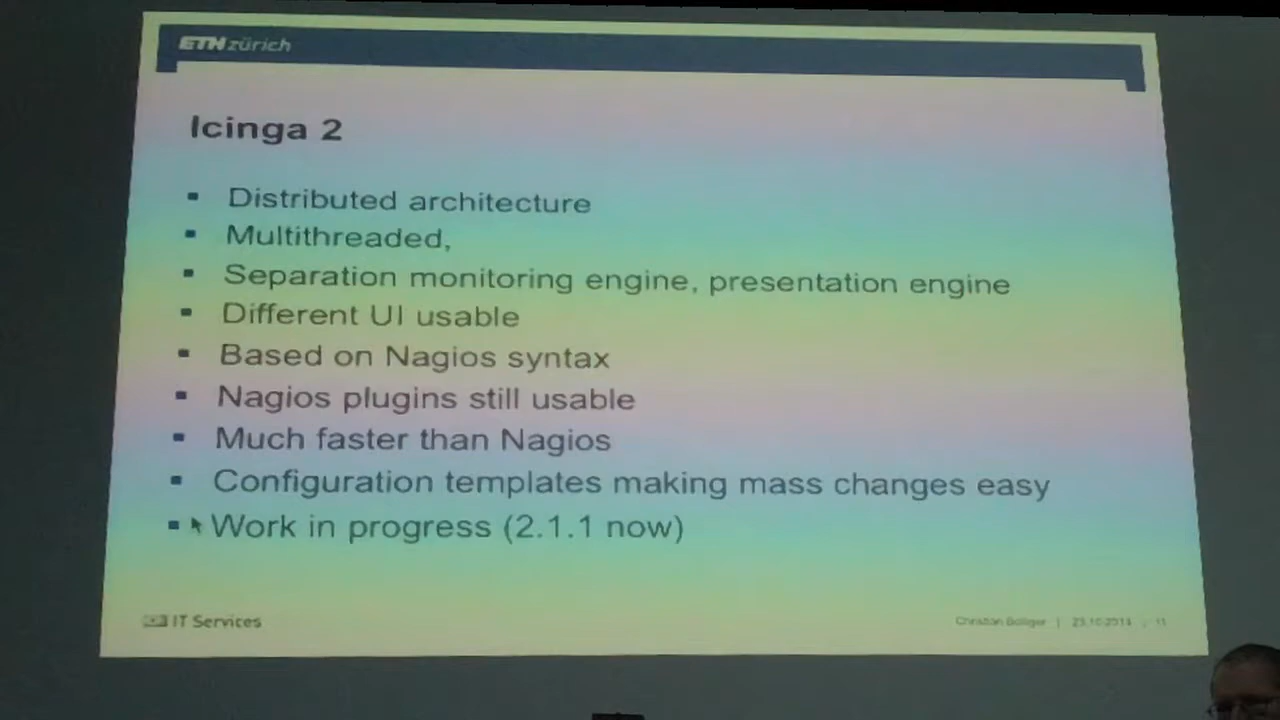 ETH zürich
Icinga 2
Distributed architecture
Multithreaded,
Separation monitoring engine, presentation engine
Different UI usable
Based on Nagios syntax
Nagios plugins still usable
Much faster than Nagios
Configuration templates making mass changes easy
Work in progress (2.1.1 now)
IT Services
Christian Bolliger | 23.10.2014 | 11